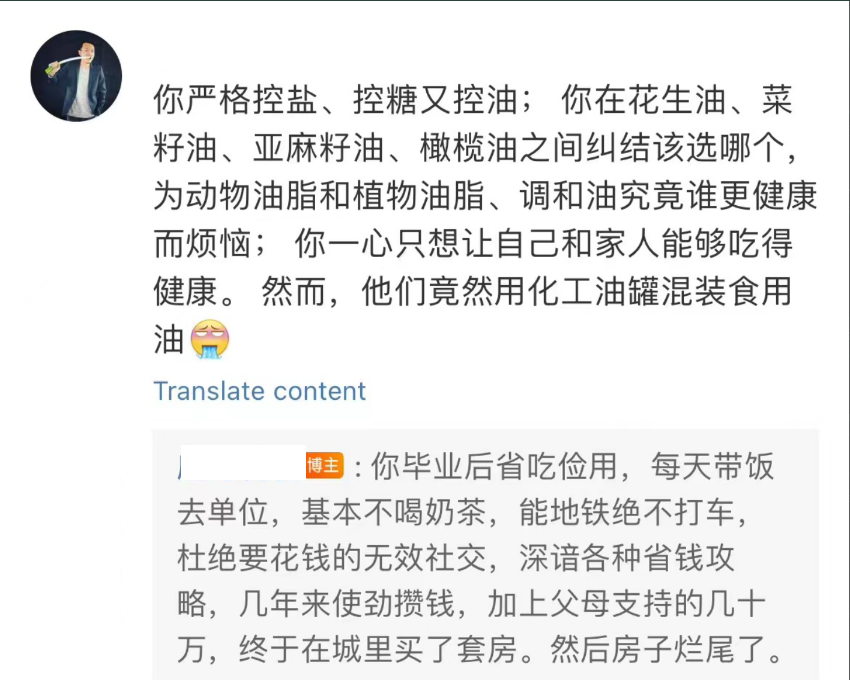 你严格控盐、控糖又控油； 你在花生油、菜
籽油、亚麻籽油、橄榄油之间纠结该选哪个，
为动物油脂和植物油脂、调和油究竟谁更健康
而烦恼； 你一心只想让自己和家人能够吃得
健康。 然而，他们竟然用化工油罐混装食用
油
Translate content
博主：你毕业后省吃俭用，每天带饭
去单位，基本不喝奶茶，能地铁绝不打车，
杜绝要花钱的无效社交，深谙各种省钱攻
略，几年来使劲攒钱，加上父母支持的几十
万，终于在城里买了套房。然后房子烂尾了。